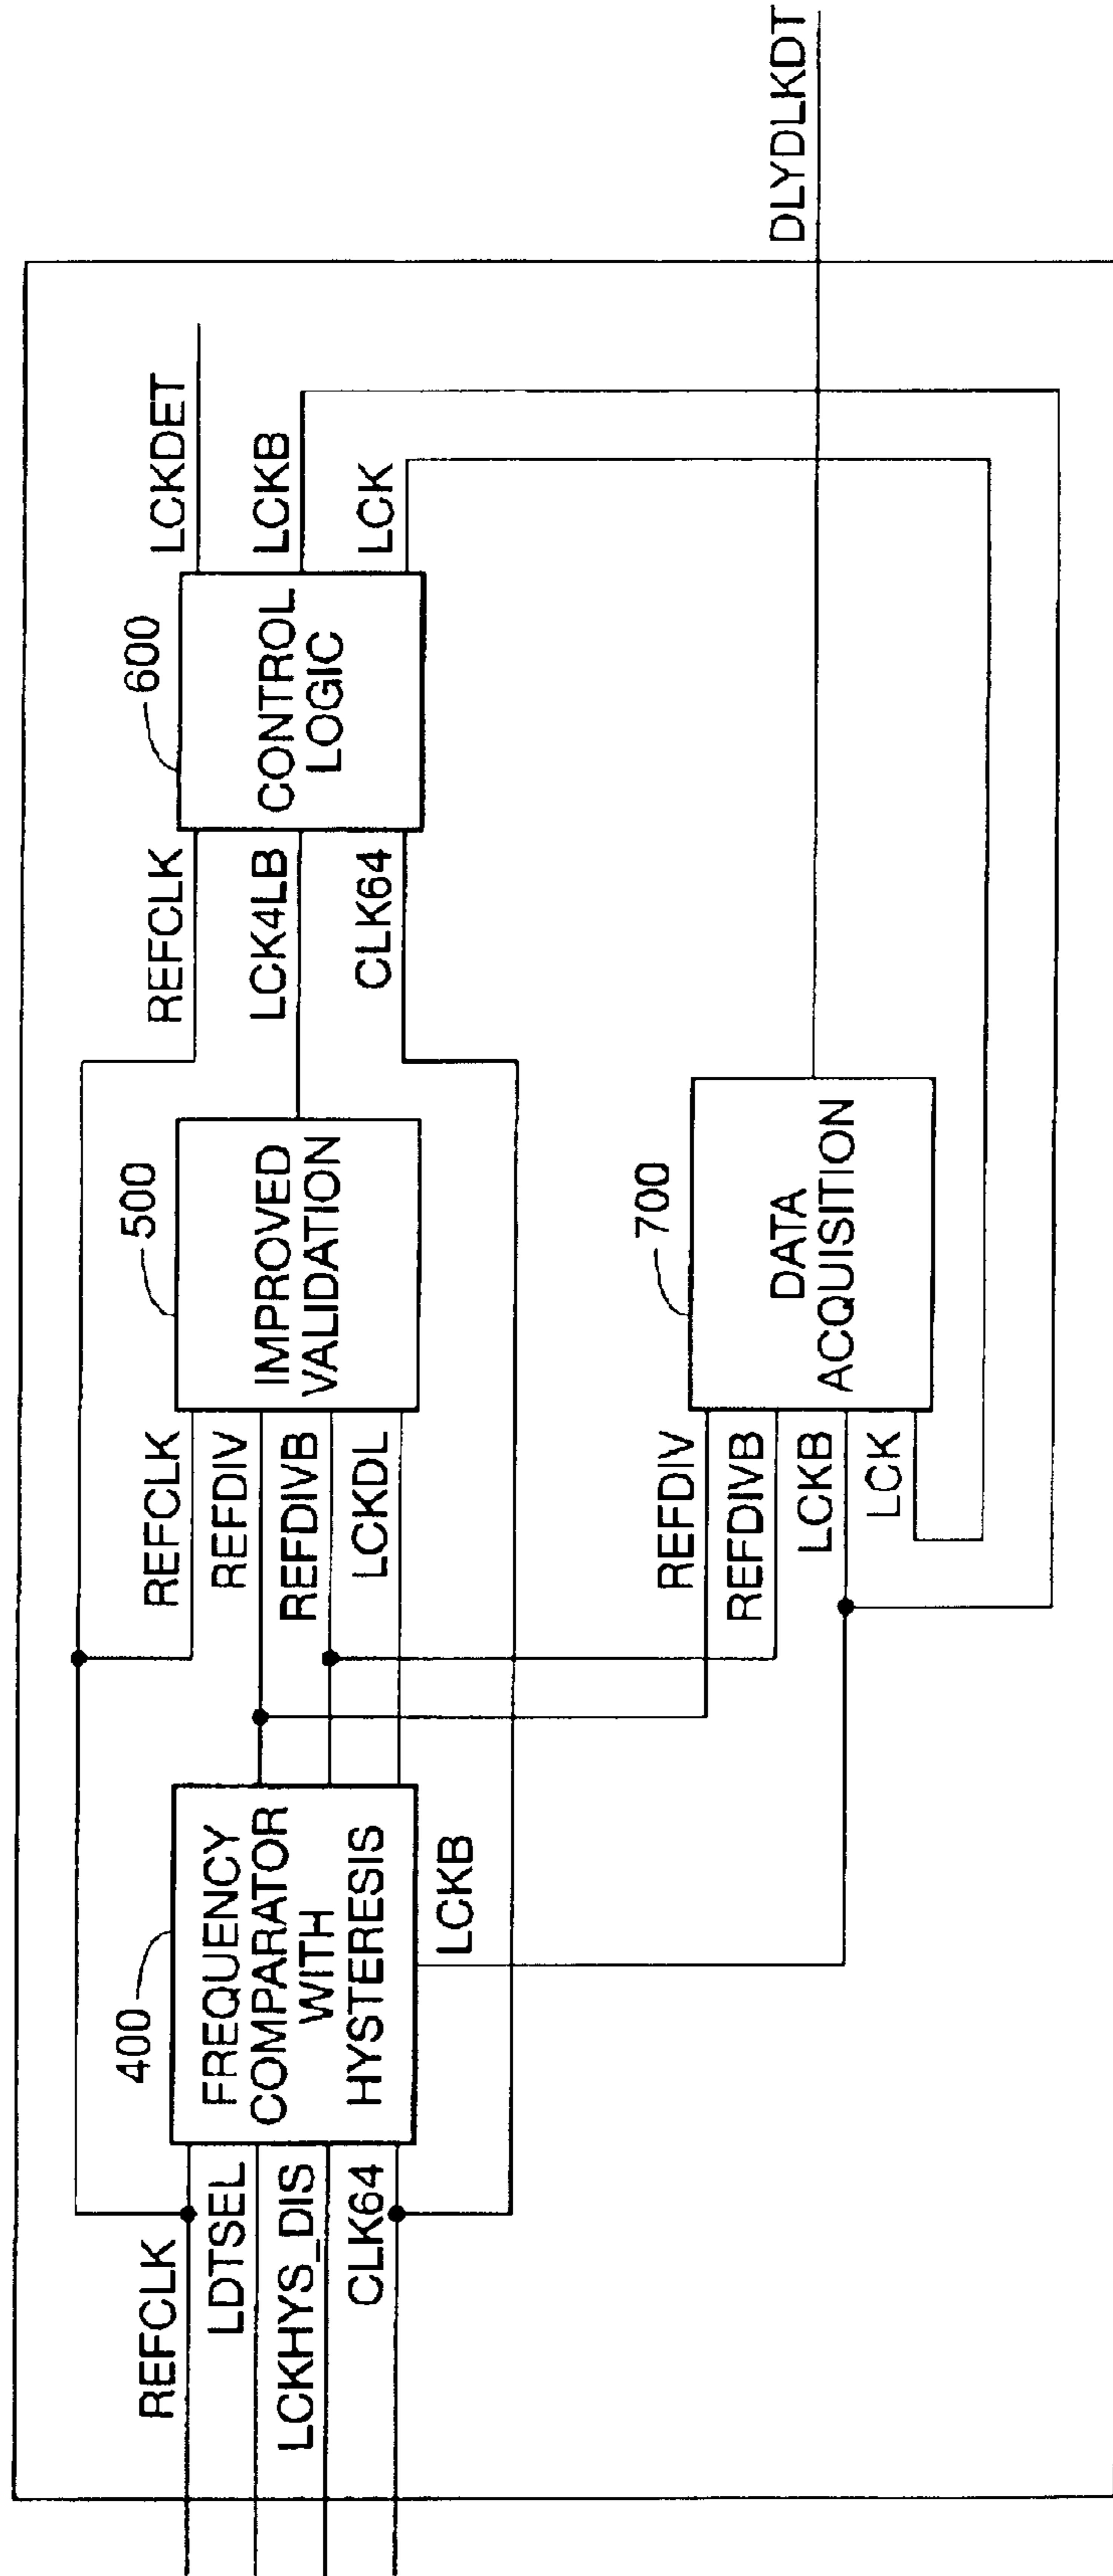 REFCLK
LDTSEL
LCKHYS_DIS
CLK64
400
FREQUENCY
COMPARATOR
WITH
HYSTERESIS
LCKB
REFCLK
REFDIV
REFDIVB
LCKDL
500
IMPROVED
VALIDATION
REFCLK
LCK4LB
CLK64
600
CONTROL
LOGIC
LCKDET
LCKB
LCK
REFDIV
REFDIVB
LCKB
LCK
700
DATA
ACQUISITION
DLYDLKDT